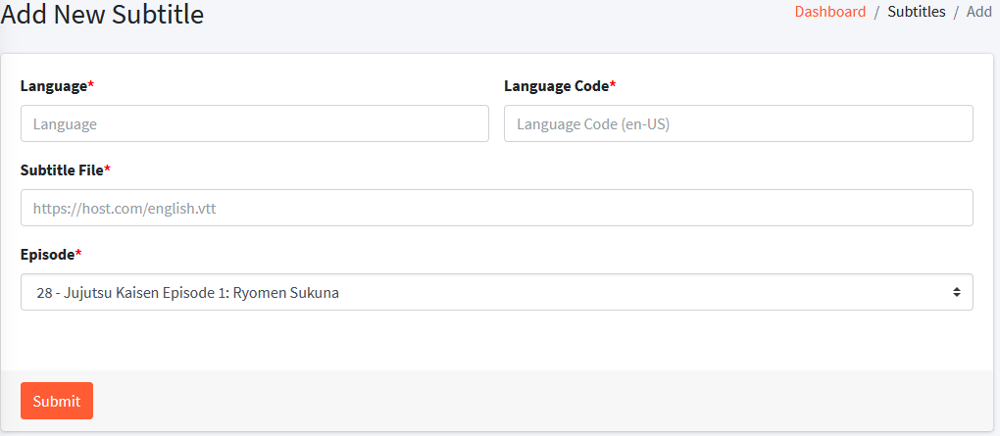 Add New Subtitle
Dashboard / Subtitles / Add
Language* Language Code*
Language Language Code (en-US)
Subtitle File*
https://host.com/english.vtt
Episode*
28 - Jujutsu Kaisen Episode 1: Ryomen Sukuna
Submit